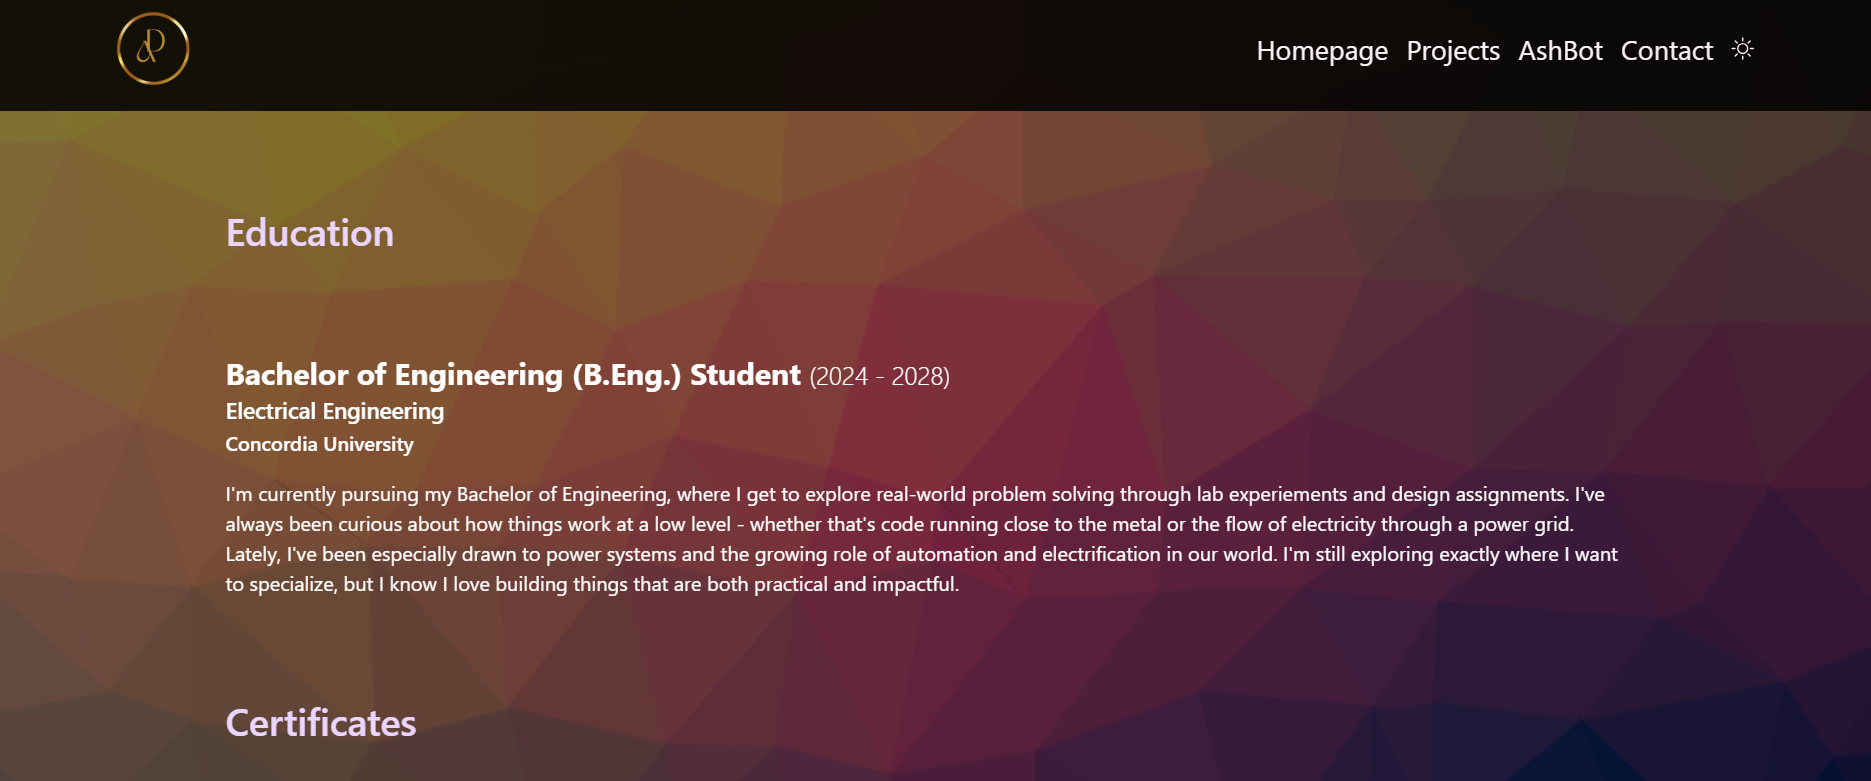 Homepage Projects AshBot Contact
Education
Bachelor of Engineering (B.Eng.) Student (2024 - 2028)
Electrical Engineering
Concordia University
I'm currently pursuing my Bachelor of Engineering, where I get to explore real-world problem solving through lab experiements and design assignments. I've
always been curious about how things work at a low level - whether that's code running close to the metal or the flow of electricity through a power grid.
Lately, I've been especially drawn to power systems and the growing role of automation and electrification in our world. I'm still exploring exactly where I want
to specialize, but I know I love building things that are both practical and impactful.
Certificates